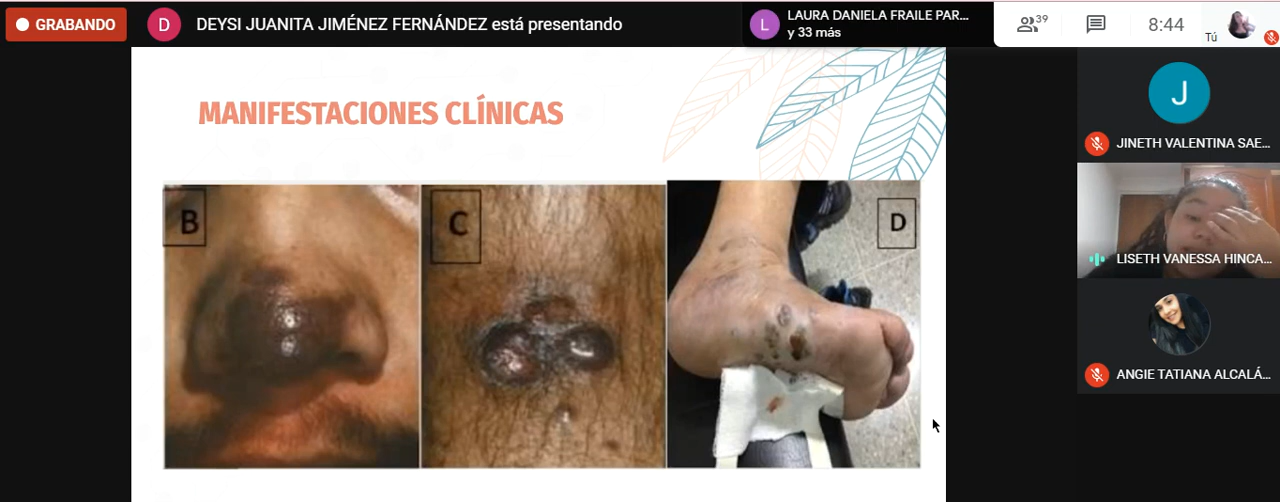 GRABANDO
D
DEYSI JUANITA JIMÉNEZ FERNÁNDEZ está presentando
L
LAURA DANIELA FRAILE PAR...
y 33 más
39
8:44
Tú
MANIFESTACIONES CLÍNICAS
B
C
D
J
JINETH VALENTINA SAE...
LISETH VANESSA HINCA...
ANGIE TATIANA ALCALÁ...